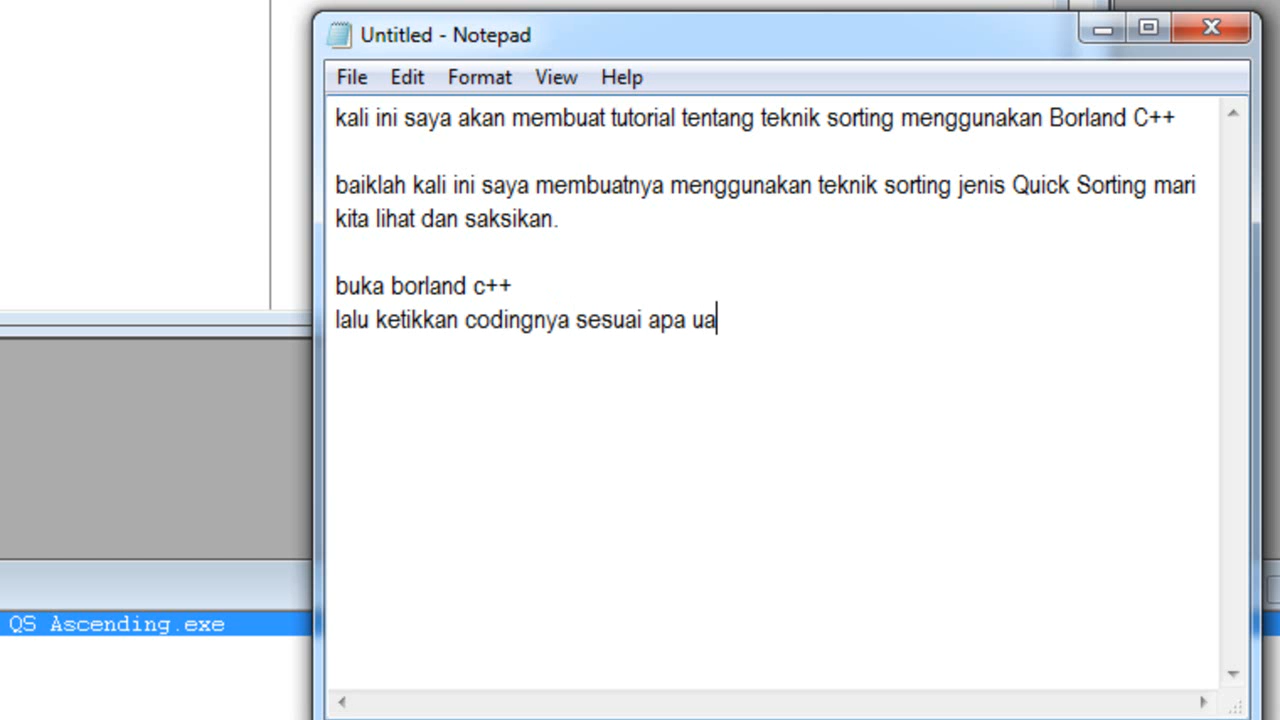 Untitled - Notepad
File Edit Format View Help
kali ini saya akan membuat tutorial tentang teknik sorting menggunakan Borland C++
baiklah kali ini saya membuatnya menggunakan teknik sorting jenis Quick Sorting mari
kita lihat dan saksikan.
buka borland c++
lalu ketikkan codingnya sesuai apa ua
QS Ascending.exe